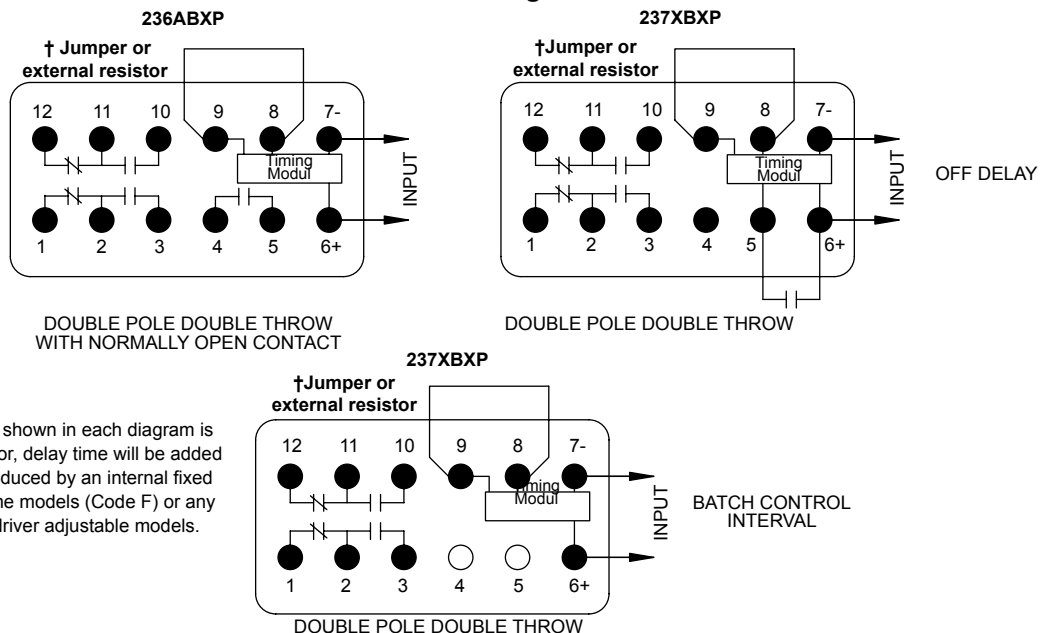 236ABXP
† Jumper or
external resistor
12 11 10 9 8 7-
Timing
Modul
INPUT
1 2 3 4 5 6+
DOUBLE POLE DOUBLE THROW
WITH NORMALLY OPEN CONTACT
237XBXP
†Jumper or
external resistor
12 11 10 9 8 7-
Timing
Modul
INPUT
OFF DELAY
1 2 3 4 5 6+
DOUBLE POLE DOUBLE THROW
237XBXP
†Jumper or
external resistor
shown in each diagram is
or, delay time will be added
duced by an internal fixed
ne models (Code F) or any
driver adjustable models.
12 11 10 9 8 7-
Timing
Modul
INPUT
BATCH CONTROL
INTERVAL
1 2 3 4 5 6+
DOUBLE POLE DOUBLE THROW